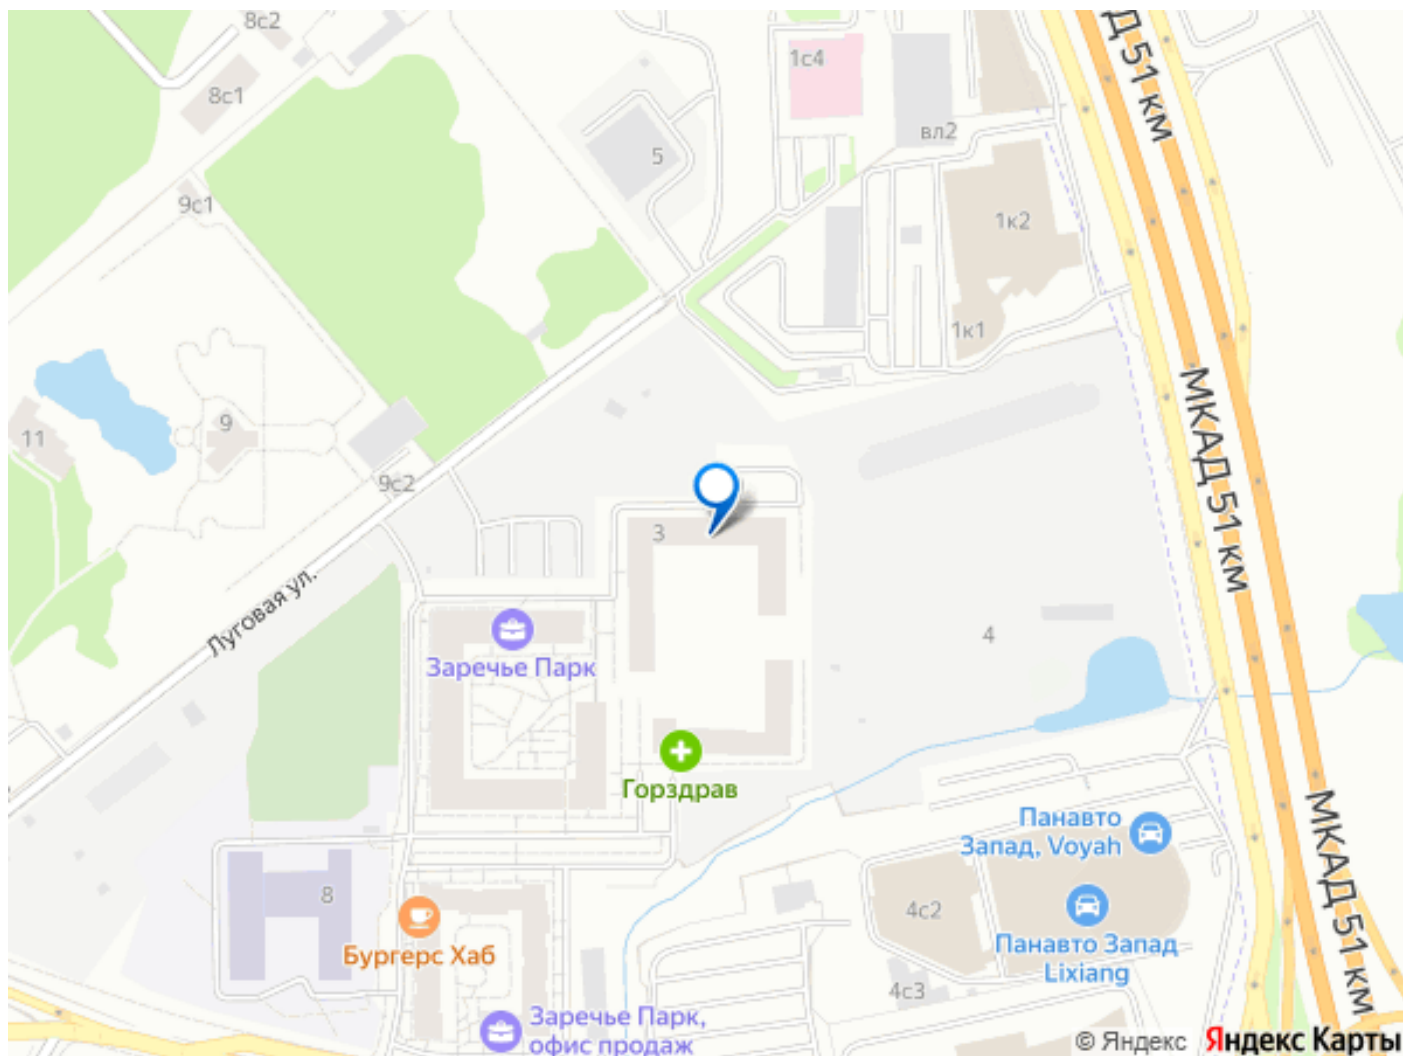 8с2
Д 51 км
1с4
8с1
вл2
5
9с1
1к2
1к1
МКАД 51 км
9
11
9с2
3
Луговая ул.
4
Заречье Парк
Горздрав
Панавто
Запад, Voyah
8
4с2
Бургерс Хаб
Панавто Запад
Lixiang
МКАД 51 км
4с3
Заречье Парк,
офис продаж
© Яндекс Яндекс Карты